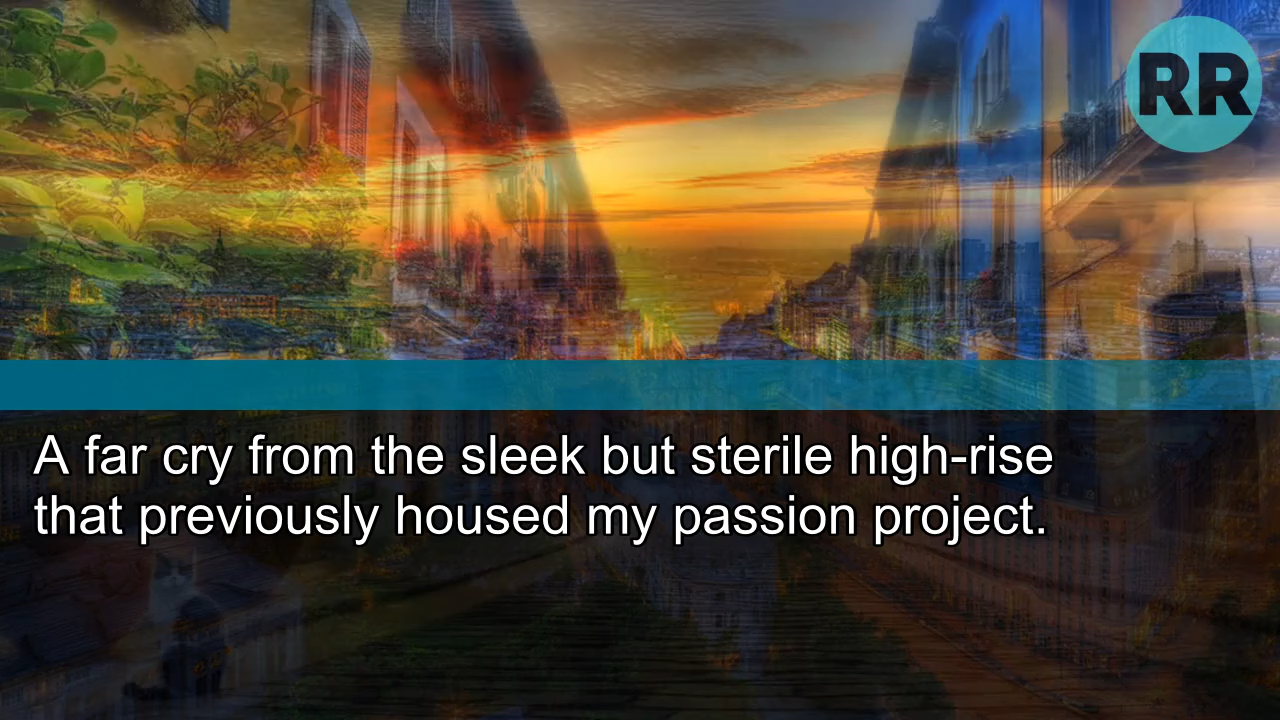 RR
A far cry from the sleek but sterile high-rise
that previously housed my passion project.